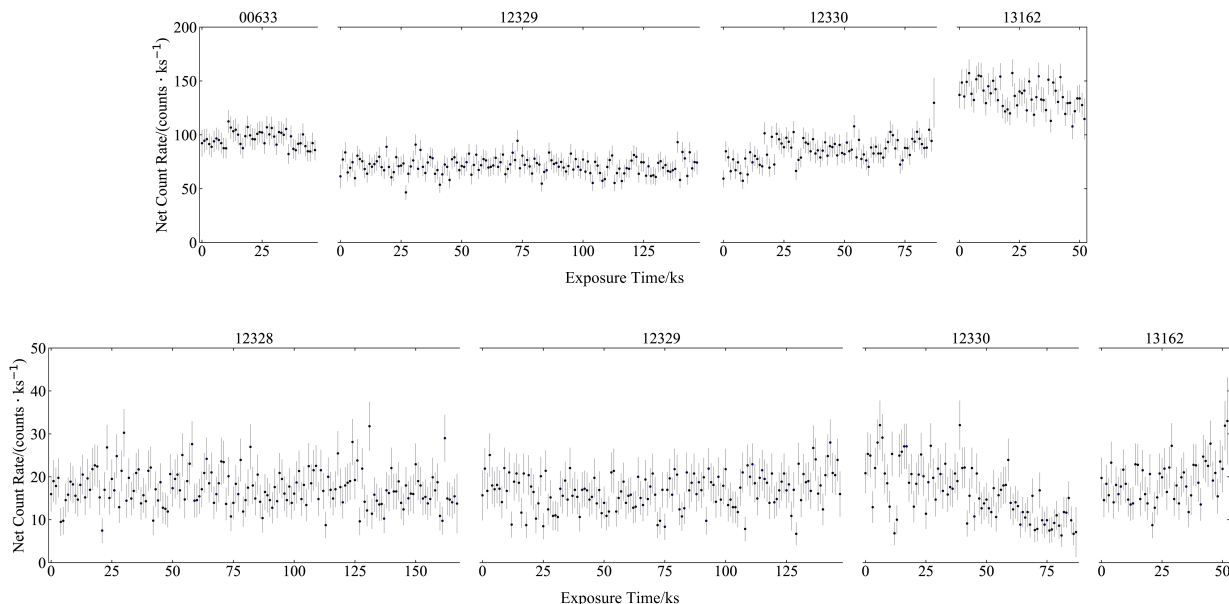 00633 12329 12330 13162
200
150
100
50
0
Net Count Rate/(counts · ks⁻¹)
0 25 0 25 50 75 100 125 0 25 50 75 0 25 50
Exposure Time/ks
12328 12329 12330 13162
50
40
30
20
10
0
Net Count Rate/(counts · ks⁻¹)
0 25 50 75 100 125 150 0 25 50 75 100 125 0 25 50 75 0 25 50
Exposure Time/ks